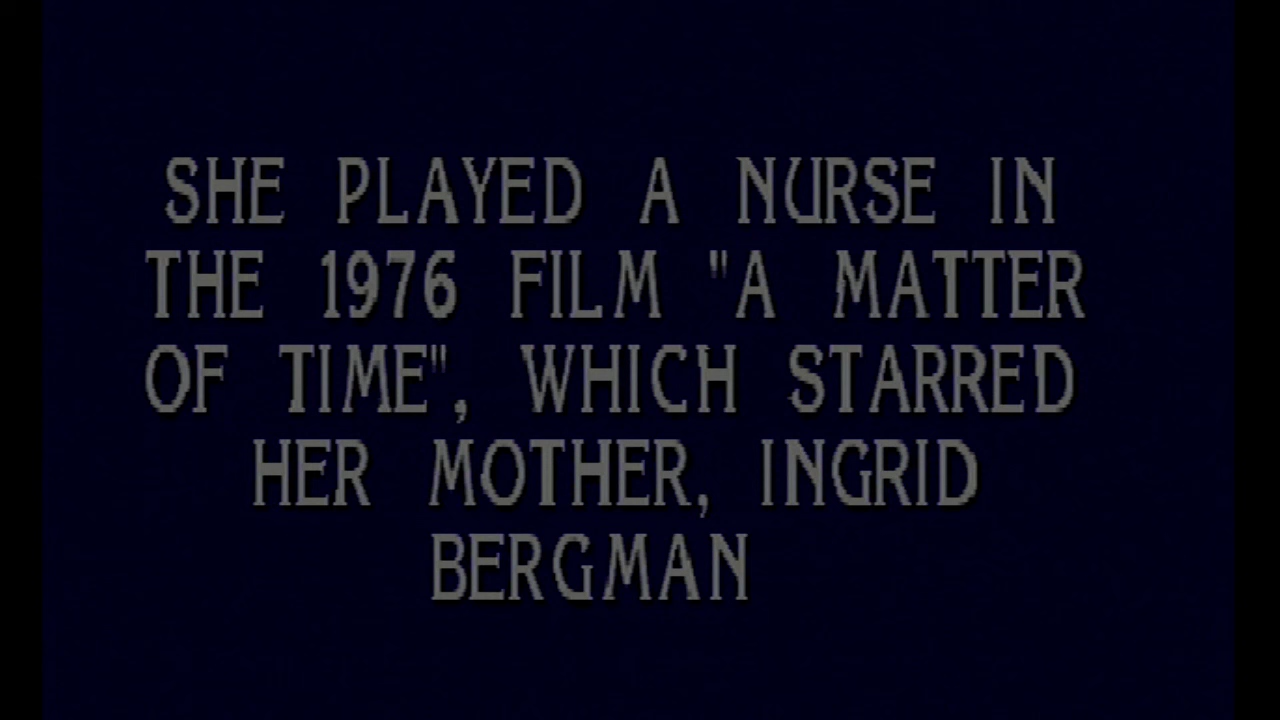 SHE PLAYED A NURSE IN
THE 1976 FILM "A MATTER
OF TIME", WHICH STARRED
HER MOTHER, INGRID
BERGMAN